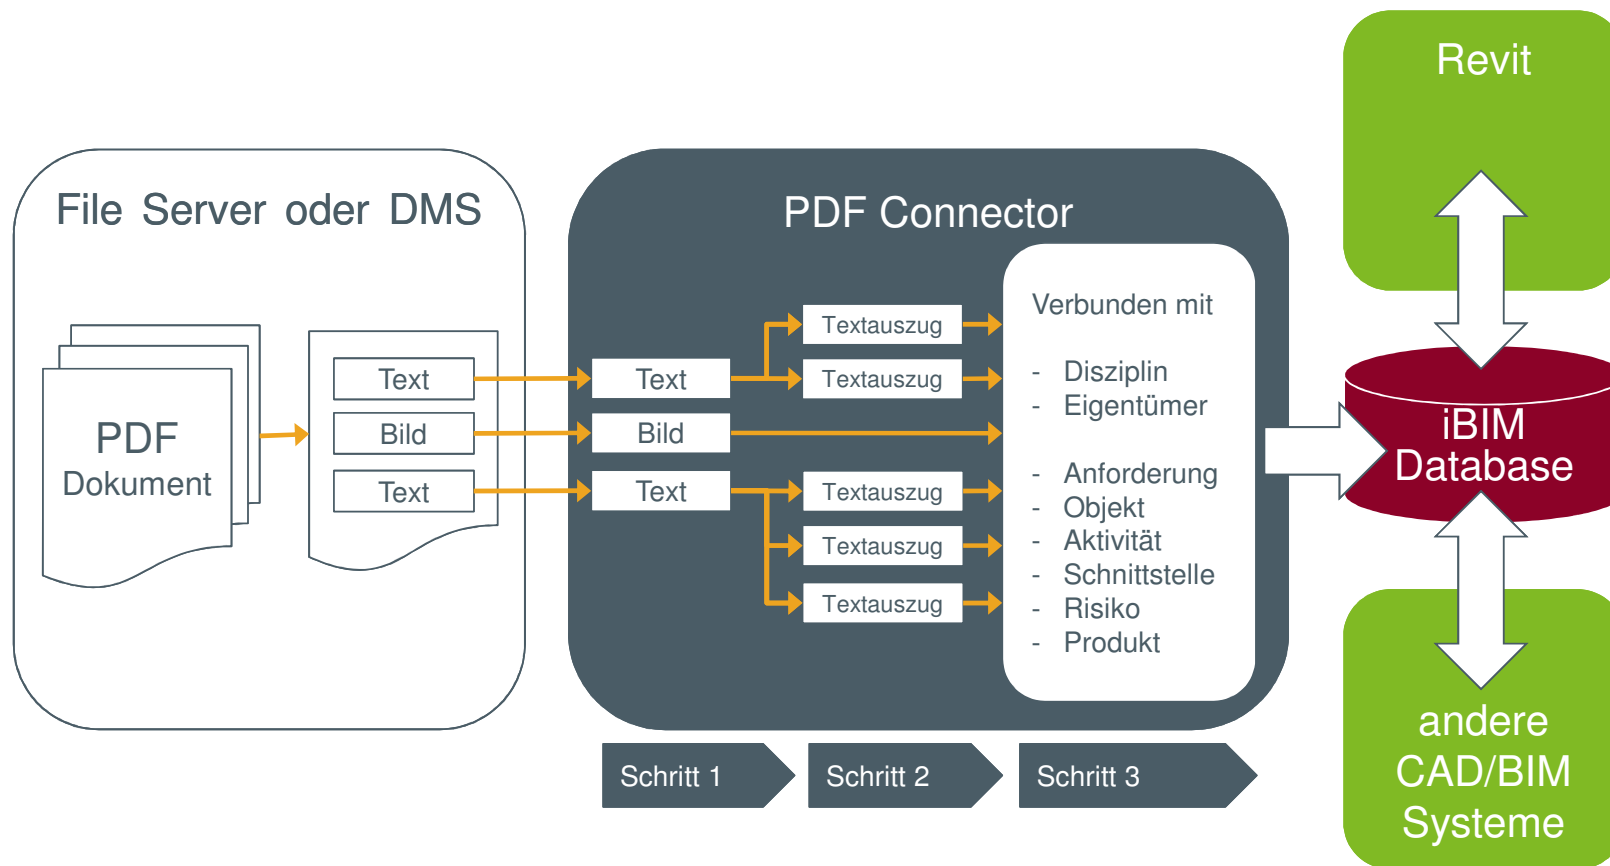 File Server oder DMS
PDF
Dokument
Text
Bild
Text
PDF Connector
Text
Bild
Text
Textauszug
Textauszug
Textauszug
Textauszug
Textauszug
Verbunden mit
- Disziplin
- Eigentümer
- Anforderung
- Objekt
- Aktivität
- Schnittstelle
- Risiko
- Produkt
Schritt 1
Schritt 2
Schritt 3
Revit
iBIM
Database
andere
CAD/BIM
Systeme